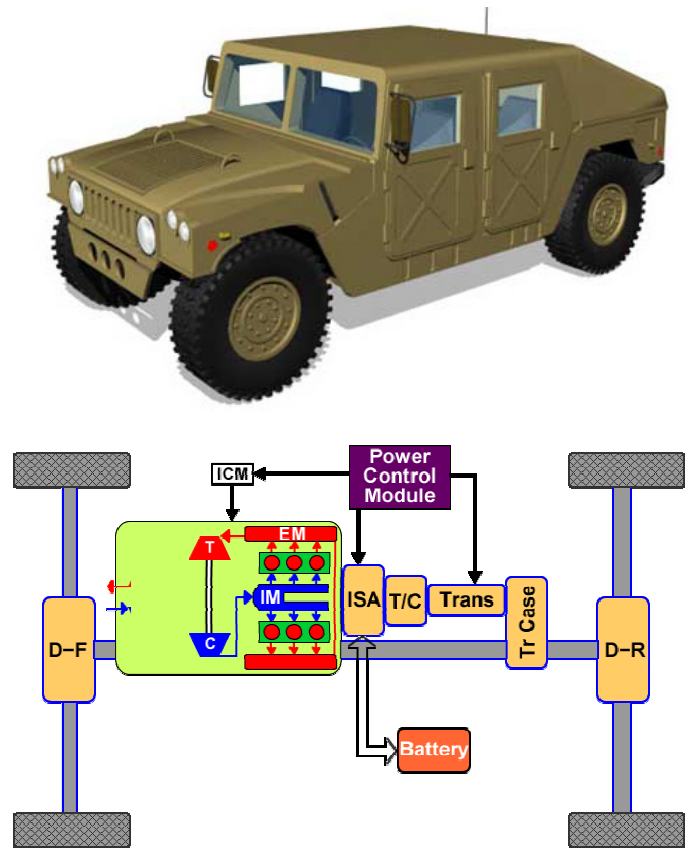 Power
Control
Module
ICM
EM
T
IM
C
ISA
T/C
Trans
Tr Case
D–F
D–R
Battery